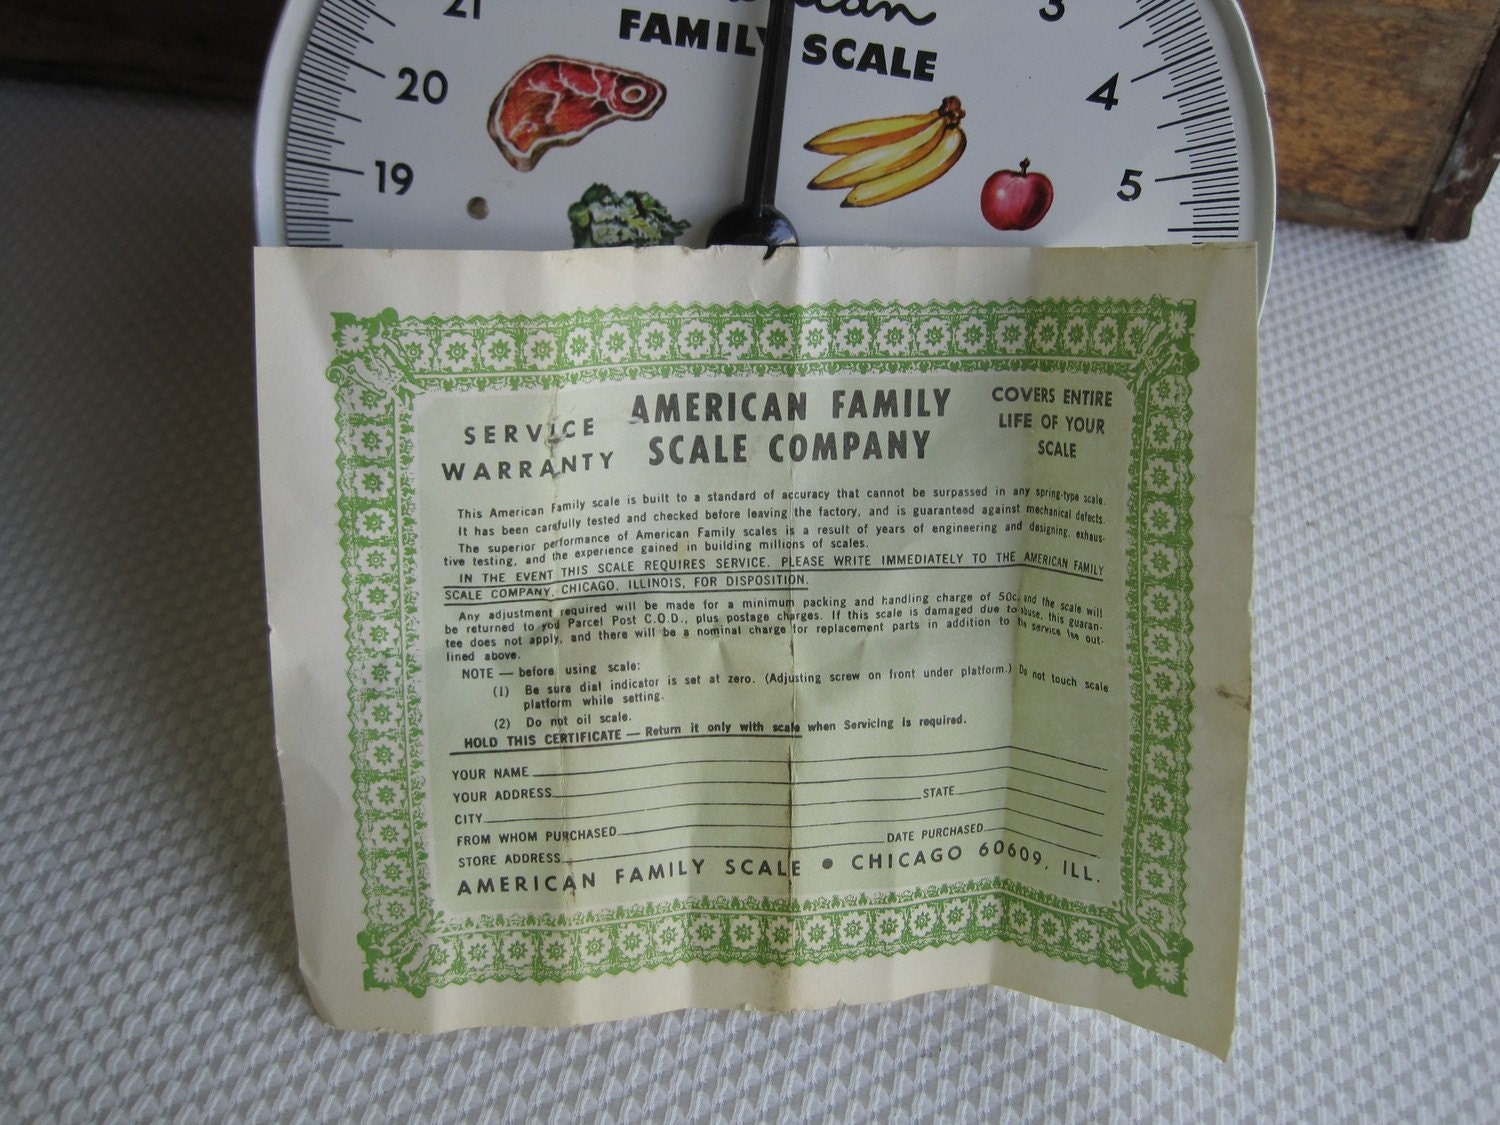 21
3
FAMILY SCALE
20
4
19
5
SERVICE
WARRANTY
AMERICAN FAMILY
SCALE COMPANY
COVERS ENTIRE
LIFE OF YOUR
SCALE
This American Family scale is built to a standard of accuracy that cannot be surpassed in any spring-type scale.
It has been carefully tested and checked before leaving the factory, and is guaranteed against mechanical defects.
The superior performance of American Family scales is a result of years of engineering and designing, exhaus-
tive testing, and the experience gained in building millions of scales.
IN THE EVENT THIS SCALE REQUIRES SERVICE, PLEASE WRITE IMMEDIATELY TO THE AMERICAN FAMILY
SCALE COMPANY, CHICAGO, ILLINOIS, FOR DISPOSITION.
Any adjustment required will be made for a minimum packing and handling charge of 50c, and the scale will
be returned to you Parcel Post C.O.D., plus postage charges. If this scale is damaged due to abuse, this guaran-
tee does not apply, and there will be a nominal charge for replacement parts in addition to the service fee out-
lined above.
NOTE — before using scale:
(1) Be sure dial indicator is set at zero. (Adjusting screw on front under platform.) Do not touch scale
platform while setting.
(2) Do not oil scale.
HOLD THIS CERTIFICATE — Return it only with scale when Servicing is required.
YOUR NAME
YOUR ADDRESS
CITY STATE
FROM WHOM PURCHASED
STORE ADDRESS DATE PURCHASED
AMERICAN FAMILY SCALE • CHICAGO 60609, ILL.